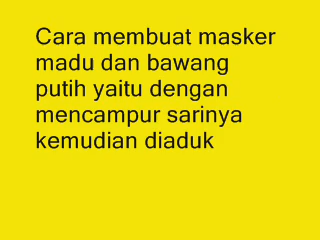 Cara membuat masker
madu dan bawang
putih yaitu dengan
mencampur sarinya
kemudian diaduk